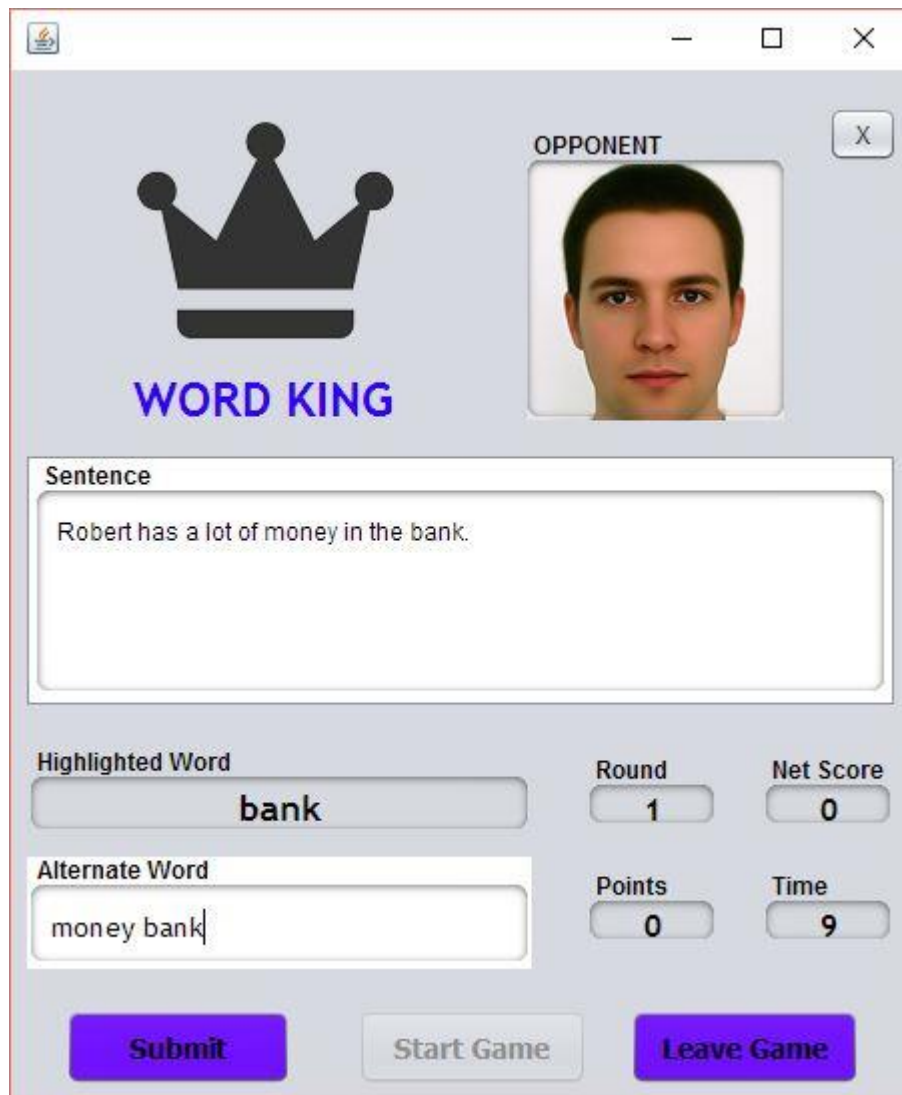 X
OPPONENT
WORD KING
Sentence
Robert has a lot of money in the bank.
Highlighted Word
bank
Round
1
Net Score
0
Alternate Word
money bank
Points
0
Time
9
Submit
Start Game
Leave Game